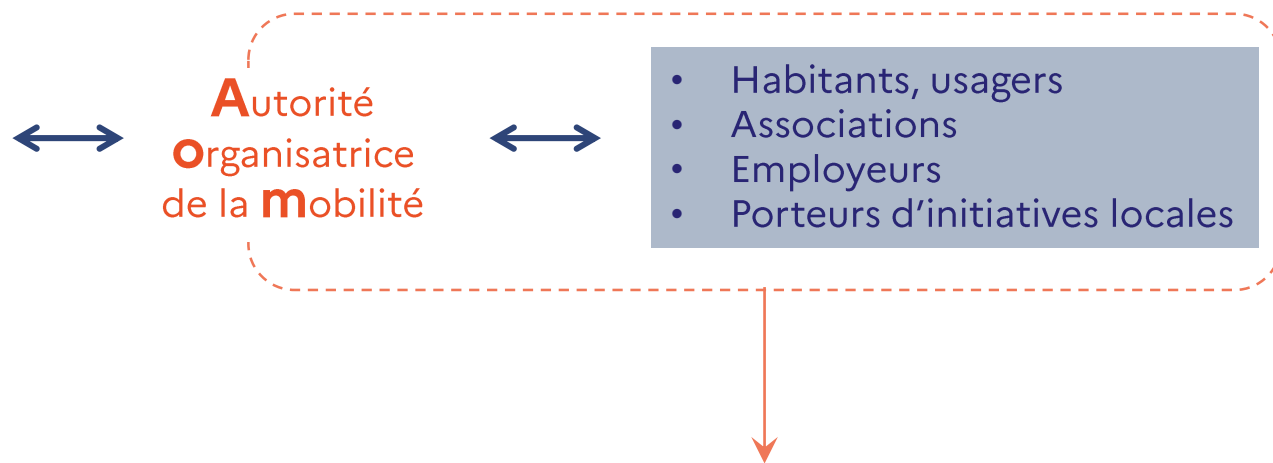 Autorité
organisatrice
de la mobilité
• Habitants, usagers
• Associations
• Employeurs
• Porteurs d’initiatives locales